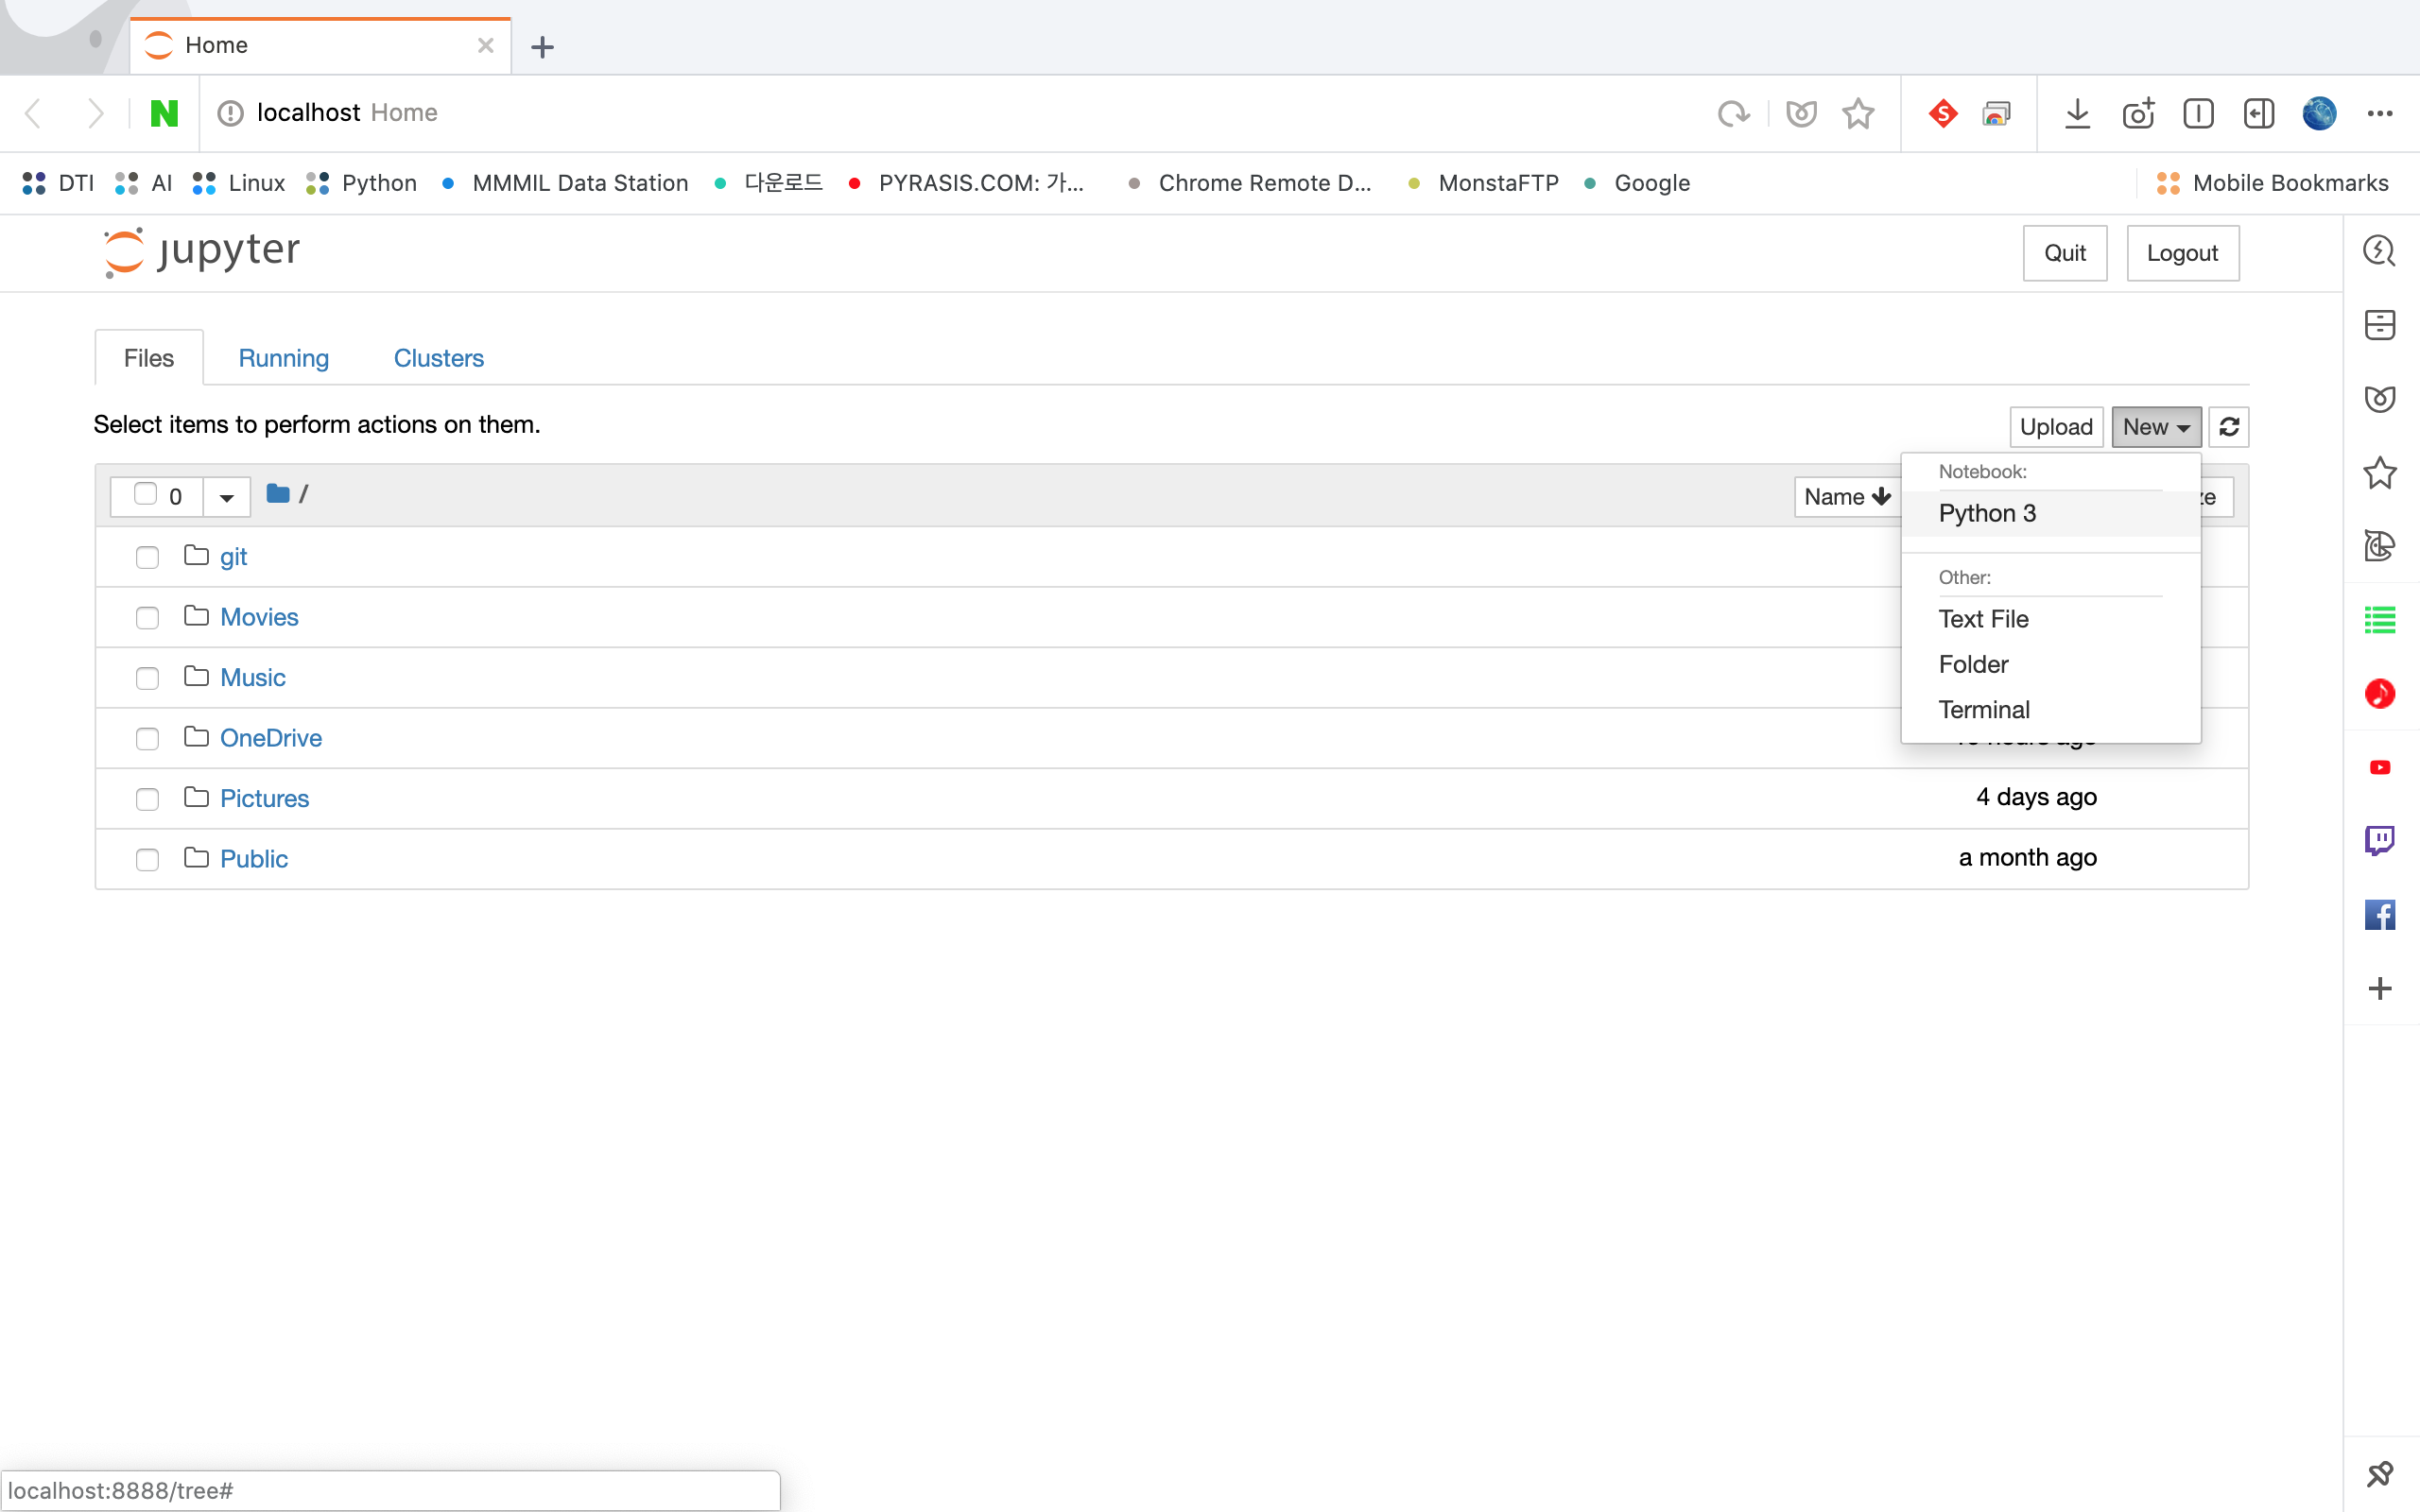 Home
localhost Home
DTI AI Linux Python MMMIL Data Station 다운로드 PYRASIS.COM: 가... Chrome Remote D... MonstaFTP Google Mobile Bookmarks
jupyter
Quit Logout
Files Running Clusters
Select items to perform actions on them.
Upload New
0 / Name
Notebook:
Python 3
Other:
Text File
Folder
Terminal
git
Movies
Music
OneDrive
Pictures 4 days ago
Public a month ago
localhost:8888/tree#